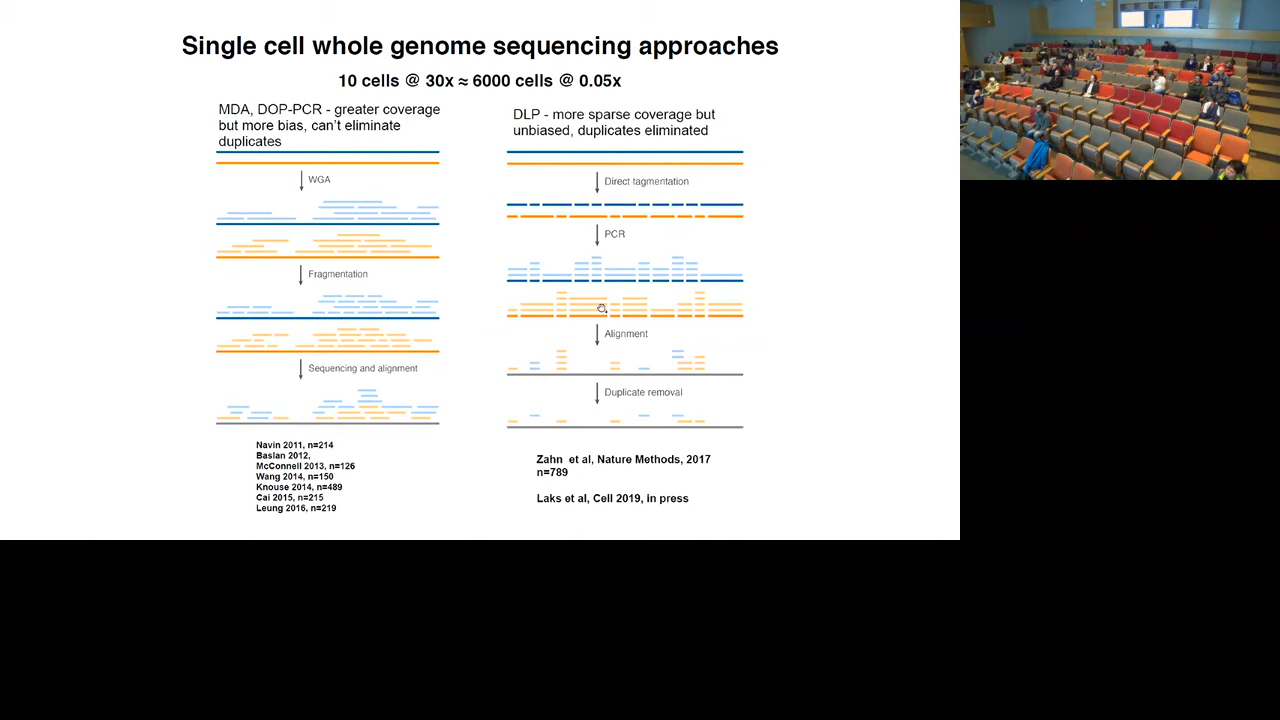 Single cell whole genome sequencing approaches
10 cells @ 30x ≈ 6000 cells @ 0.05x
MDA, DOP-PCR - greater coverage
but more bias, can't eliminate
duplicates
WGA
Fragmentation
Sequencing and alignment
Navin 2011, n=214
Baslan 2012,
McConnell 2013, n=126
Wang 2014, n=150
Knouse 2014, n=489
Cai 2015, n=215
Leung 2016, n=219
DLP - more sparse coverage but
unbiased, duplicates eliminated
Direct tagmentation
PCR
Alignment
Duplicate removal
Zahn et al, Nature Methods, 2017
n=789
Laks et al, Cell 2019, in press